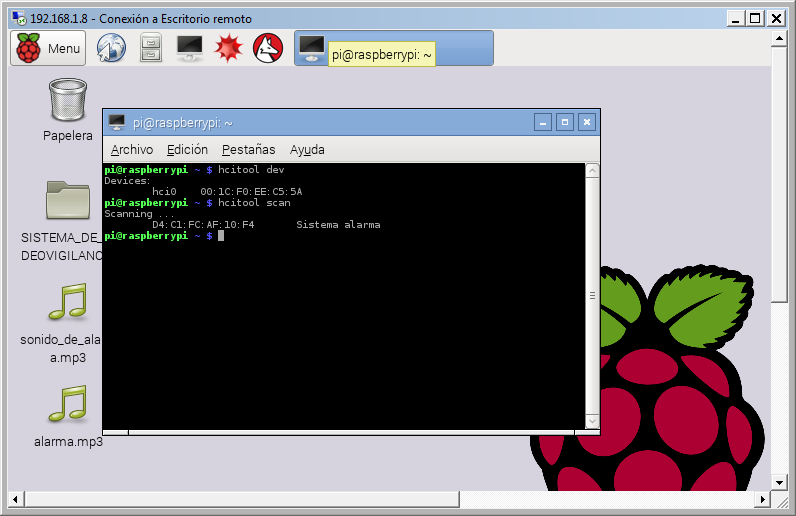 192.168.1.8 - Conexión a Escritorio remoto
Menu
pi@raspberrypi: ~
Papelera
SISTEMA_DE_
DEOVIGILANC
sonido_de_ala
a.mp3
alarma.mp3
pi@raspberrypi: ~
Archivo Edición Pestañas Ayuda
pi@raspberrypi ~ $ hcitool dev
Devices:
hci0 00:1C:F0:EE:C5:5A
pi@raspberrypi ~ $ hcitool scan
Scanning ...
D4:C1:FC:AF:10:F4 Sistema alarma
pi@raspberrypi ~ $